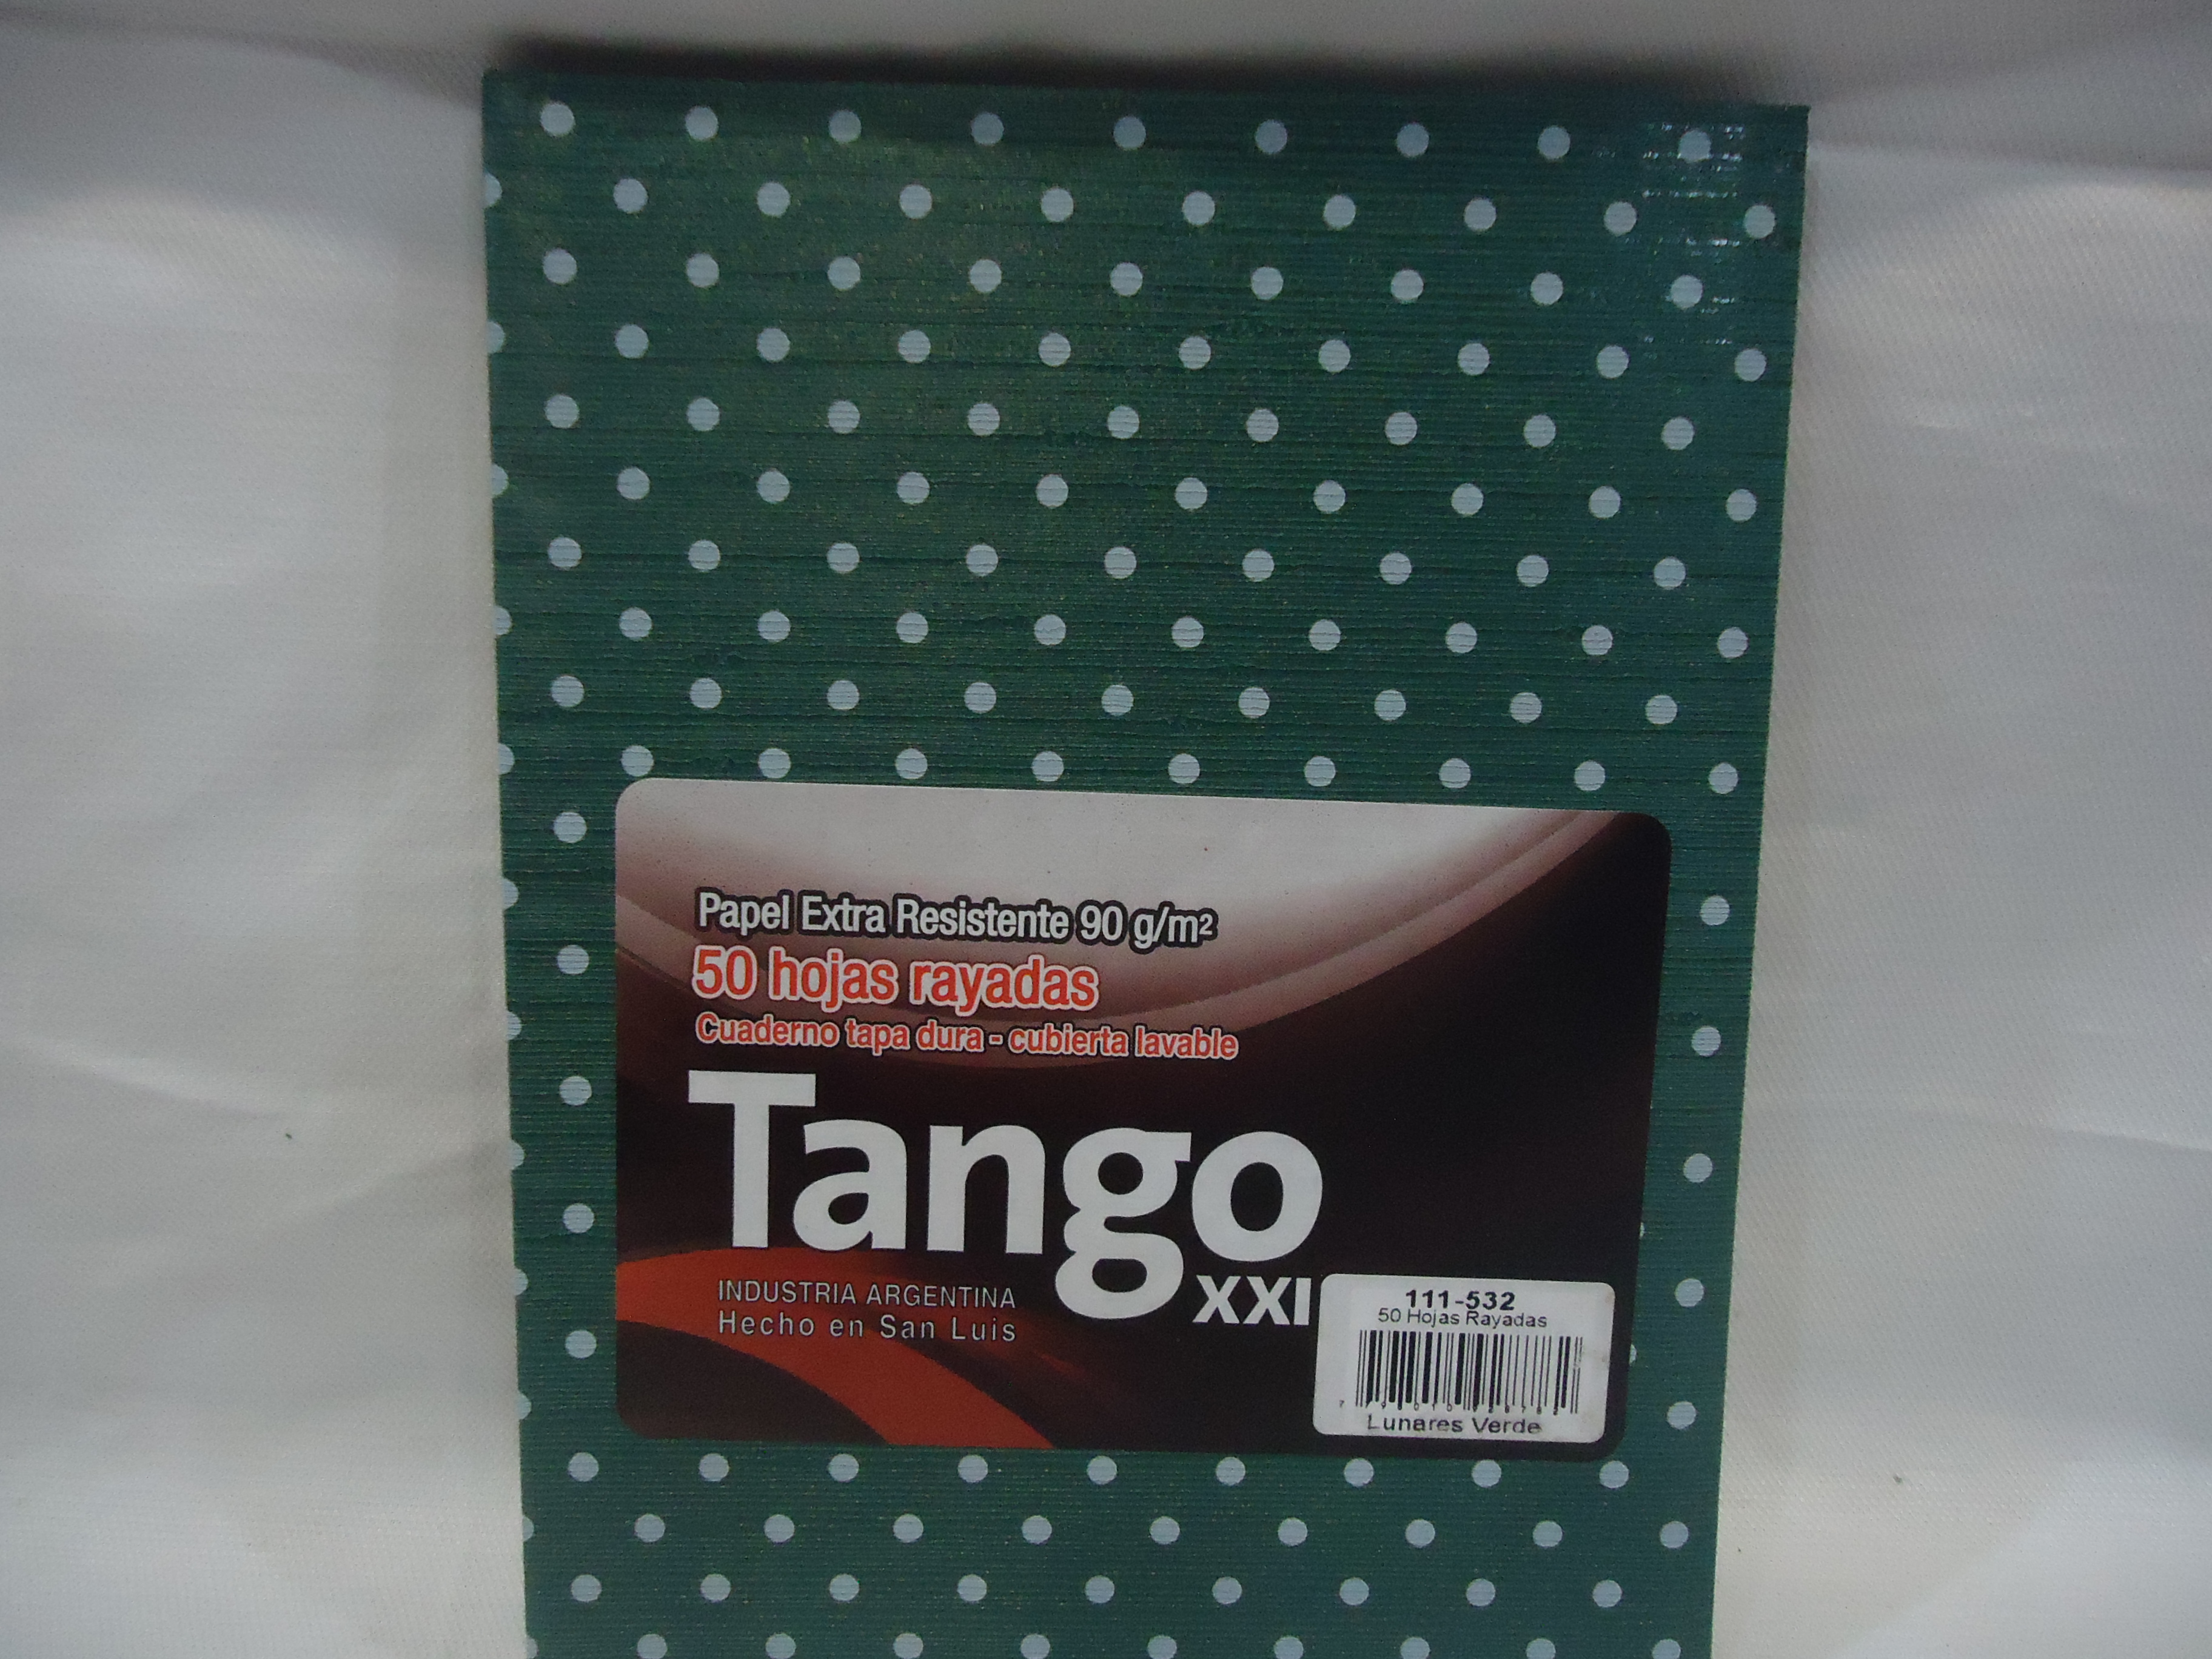 Papel Extra Resistente 90 g/m²
50 hojas rayadas
Cuaderno tapa dura - cubierta lavable
Tango
XXI
INDUSTRIA ARGENTINA
Hecho en San Luis
111-532
50 Hojas Rayadas
Lunares Verde